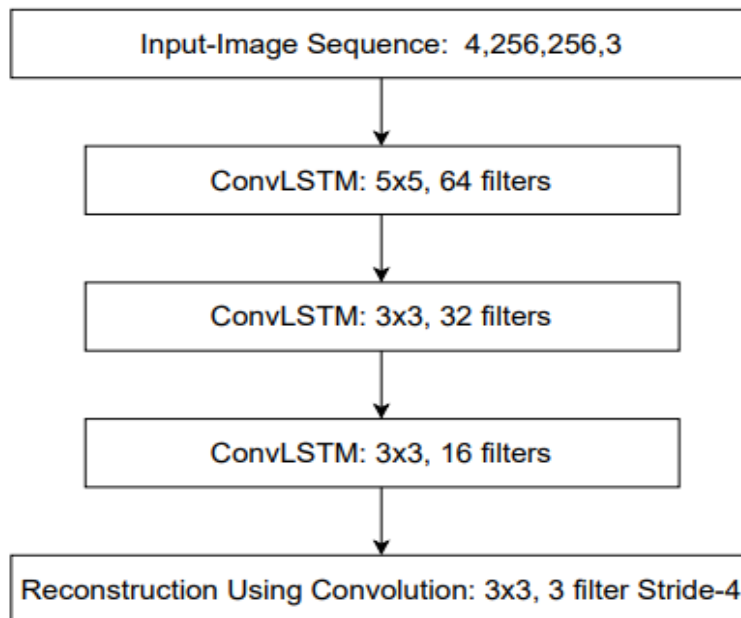 Input-Image Sequence: 4,256,256,3
ConvLSTM: 5x5, 64 filters
ConvLSTM: 3x3, 32 filters
ConvLSTM: 3x3, 16 filters
Reconstruction Using Convolution: 3x3, 3 filter Stride-4